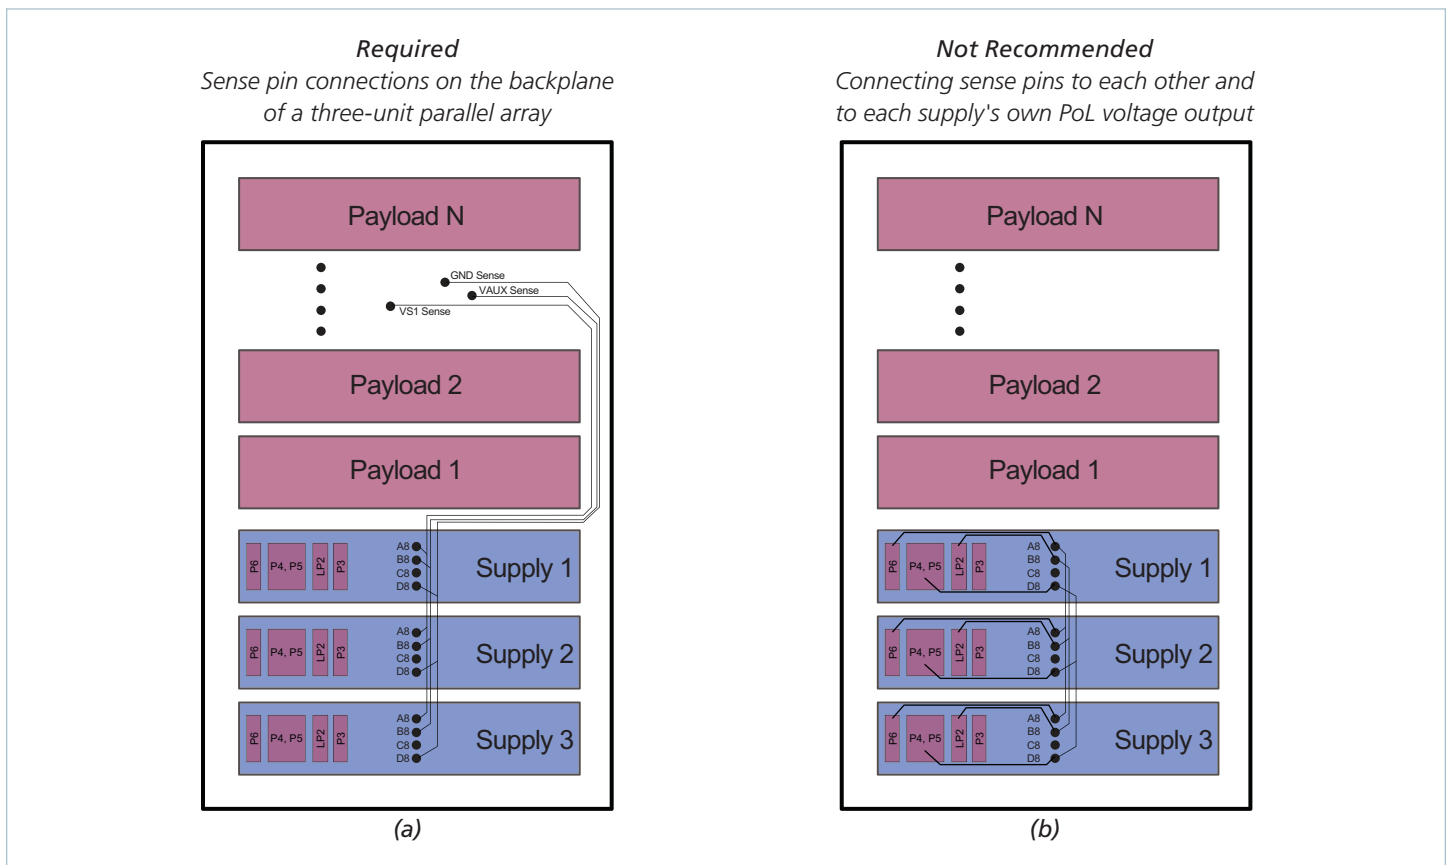 Required
Sense pin connections on the backplane
of a three-unit parallel array
Payload N
GND Sense
VAUX Sense
VS1 Sense
Payload 2
Payload 1
P6
P4, P5
LP2
P3
A8
B8
C8
D8
Supply 1
P6
P4, P5
LP2
P3
A8
B8
C8
D8
Supply 2
P6
P4, P5
LP2
P3
A8
B8
C8
D8
Supply 3
(a)
Not Recommended
Connecting sense pins to each other and
to each supply's own PoL voltage output
Payload N
Payload 2
Payload 1
P6
P4, P5
LP2
P3
A8
B8
C8
D8
Supply 1
P6
P4, P5
LP2
P3
A8
B8
C8
D8
Supply 2
P6
P4, P5
LP2
P3
A8
B8
C8
D8
Supply 3
(b)